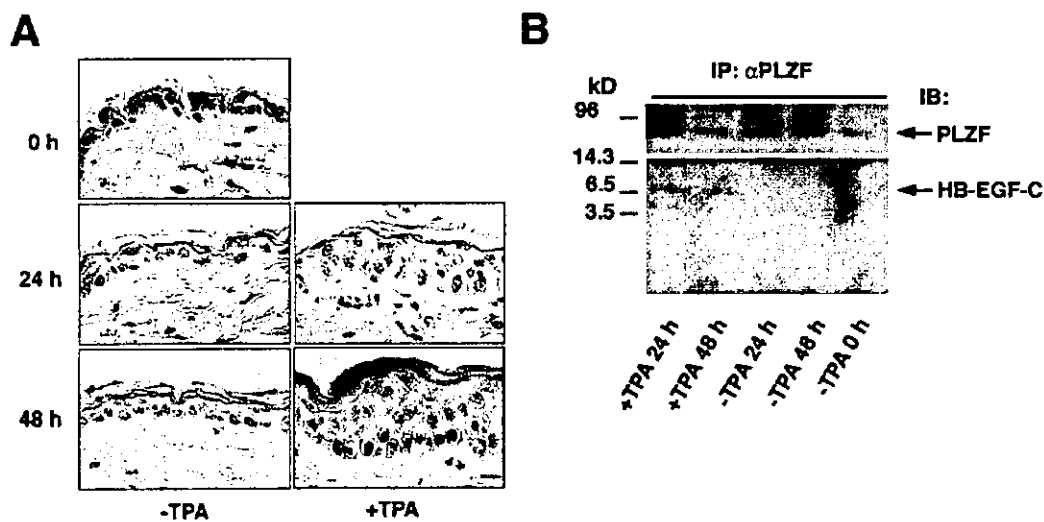 A
0 h
24 h
48 h
-TPA
+TPA
B
IP: αPLZF
kD
IB:
96
PLZF
14.3
6.5
HB-EGF-C
3.5
+TPA 24 h
+TPA 48 h
-TPA 24 h
-TPA 48 h
-TPA 0 h